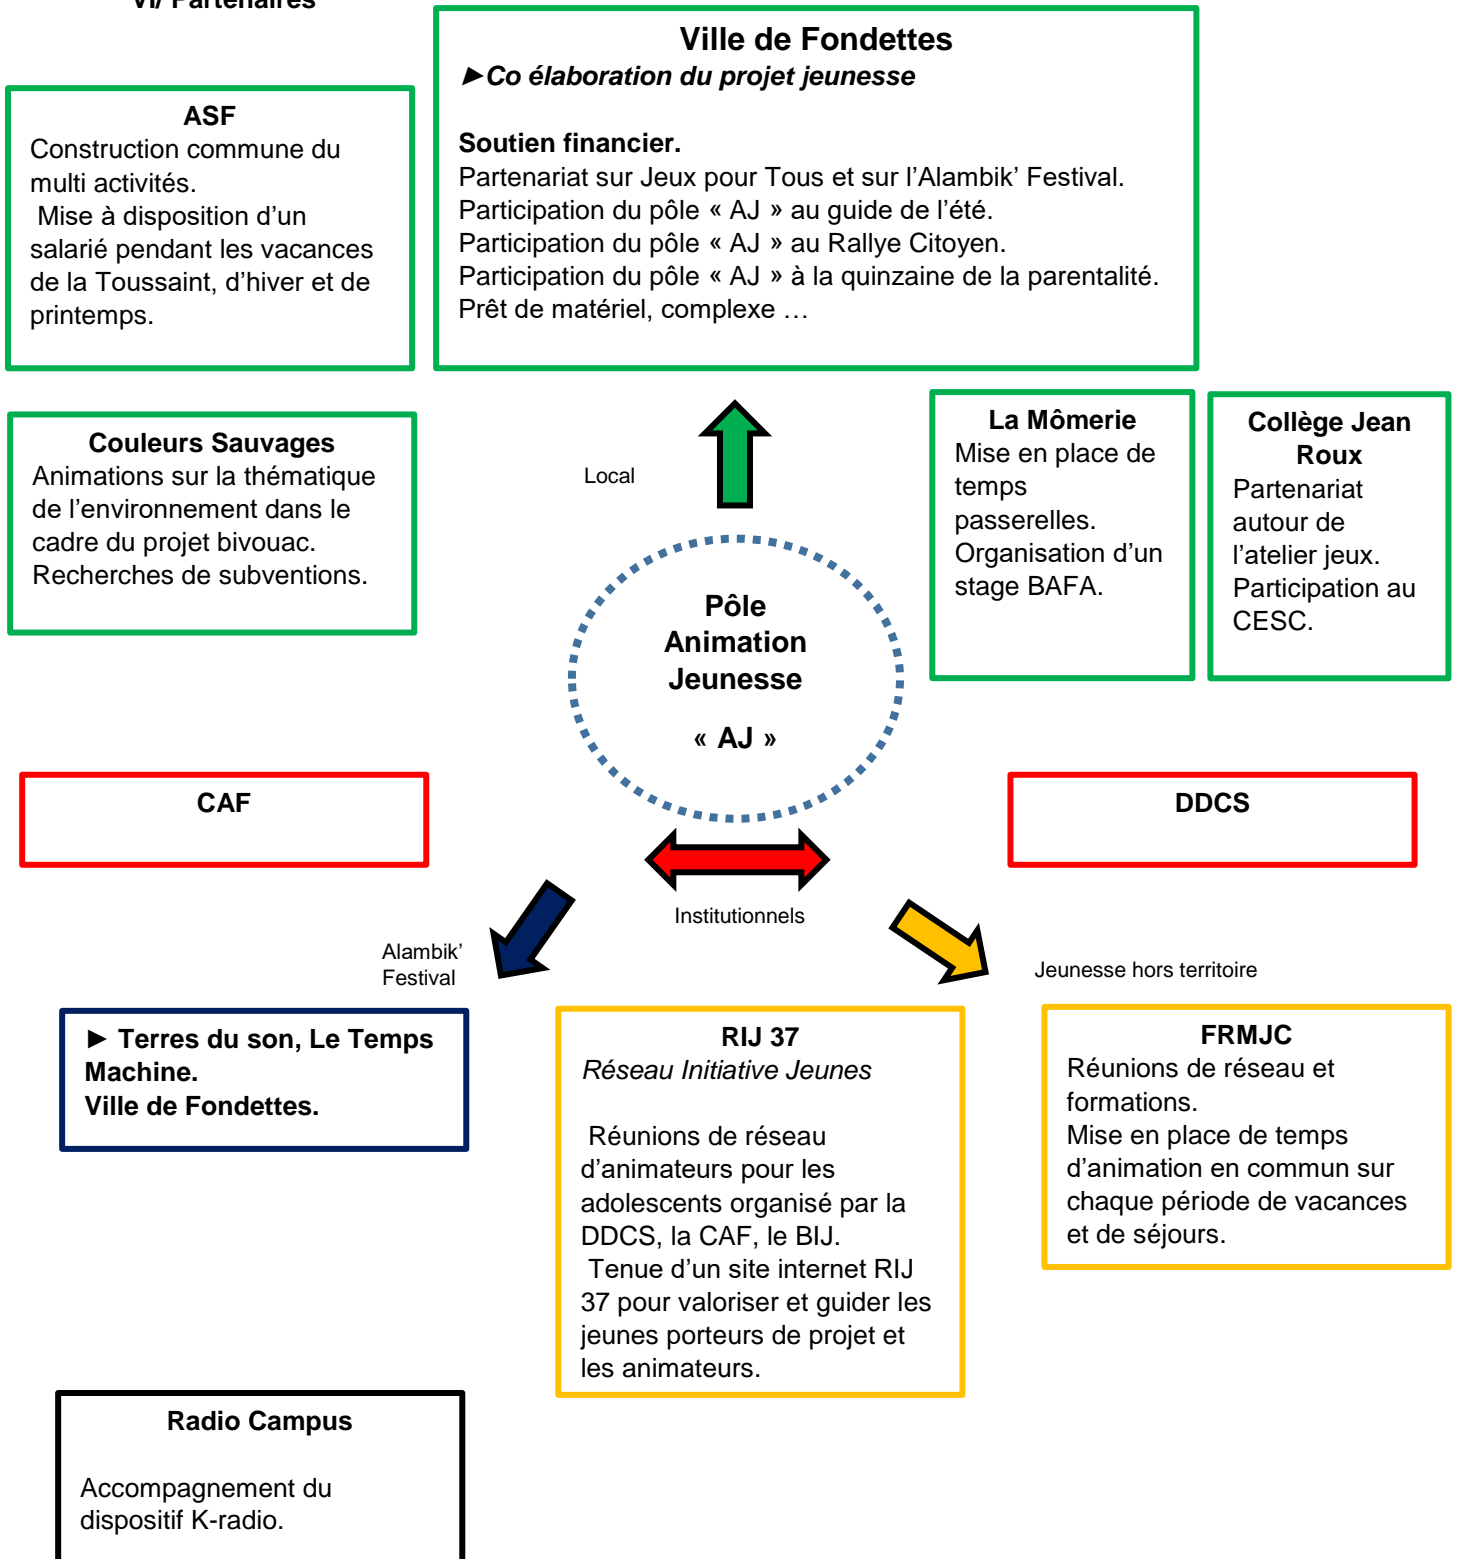 VI/ Partenaires
Ville de Fondettes
►Co élaboration du projet jeunesse
Soutien financier.
Partenariat sur Jeux pour Tous et sur l’Alambik’ Festival.
Participation du pôle « AJ » au guide de l’été.
Participation du pôle « AJ » au Rallye Citoyen.
Participation du pôle « AJ » à la quinzaine de la parentalité.
Prêt de matériel, complexe …
ASF
Construction commune du
multi activités.
Mise à disposition d’un
salarié pendant les vacances
de la Toussaint, d’hiver et de
printemps.
Couleurs Sauvages
Animations sur la thématique
de l’environnement dans le
cadre du projet bivouac.
Recherches de subventions.
Local
La Mômerie
Mise en place de
temps
passerelles.
Organisation d’un
stage BAFA.
Collège Jean
Roux
Partenariat
autour de
l’atelier jeux.
Participation au
CESC.
Pôle
Animation
Jeunesse
« AJ »
CAF
DDCS
Institutionnels
Alambik’
Festival
Jeunesse hors territoire
► Terres du son, Le Temps
Machine.
Ville de Fondettes.
RIJ 37
Réseau Initiative Jeunes
Réunions de réseau
d’animateurs pour les
adolescents organisé par la
DDCS, la CAF, le BIJ.
Tenue d’un site internet RIJ
37 pour valoriser et guider les
jeunes porteurs de projet et
les animateurs.
FRMJC
Réunions de réseau et
formations.
Mise en place de temps
d’animation en commun sur
chaque période de vacances
et de séjours.
Radio Campus
Accompagnement du
dispositif K-radio.